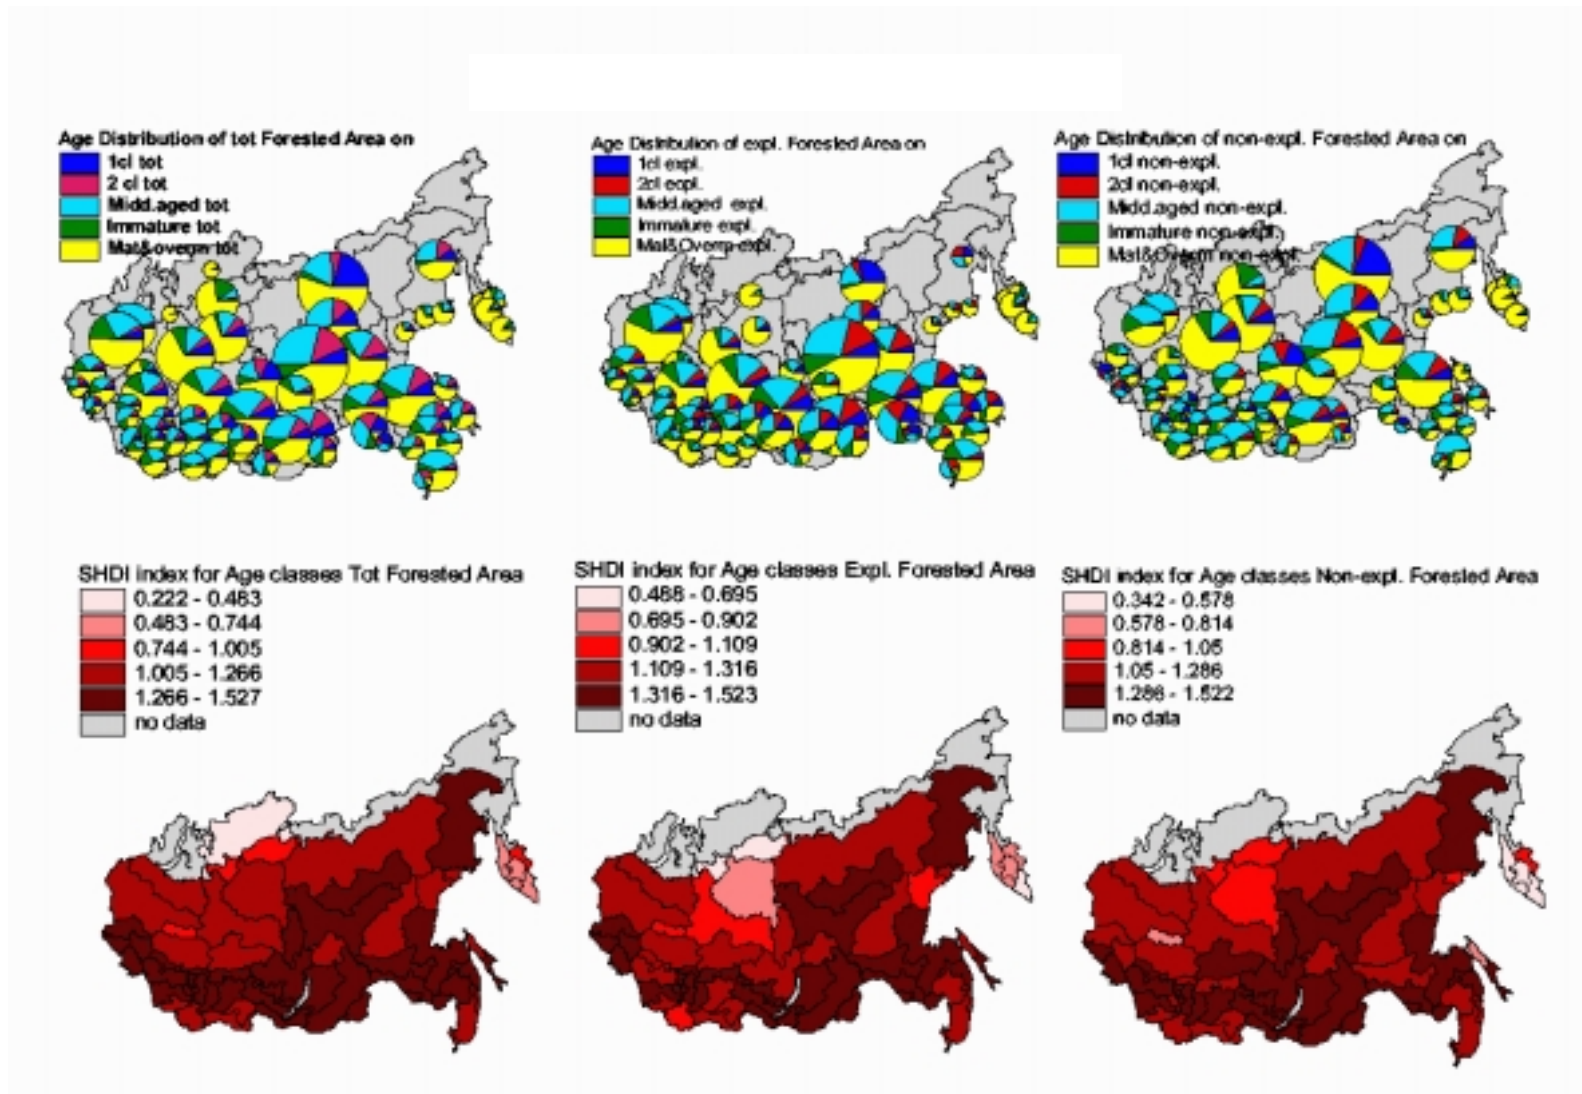 Age Distribution of tot Forested Area on
1cl tot
2 cl tot
Midd.aged tot
Immature tot
Mat&overm tot
Age Distribution of expl. Forested Area on
1cl expl.
2cl expl.
Midd.aged expl.
Immature expl.
Mat&Overm expl.
Age Distribution of non-expl. Forested Area on
1cl non-expl.
2cl non-expl.
Midd.aged non-expl.
Immature non-expl.
Mat&Overm non-expl.
SHDI index for Age classes Tot Forested Area
0.222 - 0.483
0.483 - 0.744
0.744 - 1.005
1.005 - 1.266
1.266 - 1.527
no data
SHDI index for Age classes Expl. Forested Area
0.488 - 0.695
0.695 - 0.902
0.902 - 1.109
1.109 - 1.316
1.316 - 1.523
no data
SHDI index for Age classes Non-expl. Forested Area
0.342 - 0.578
0.578 - 0.814
0.814 - 1.05
1.05 - 1.286
1.286 - 1.522
no data